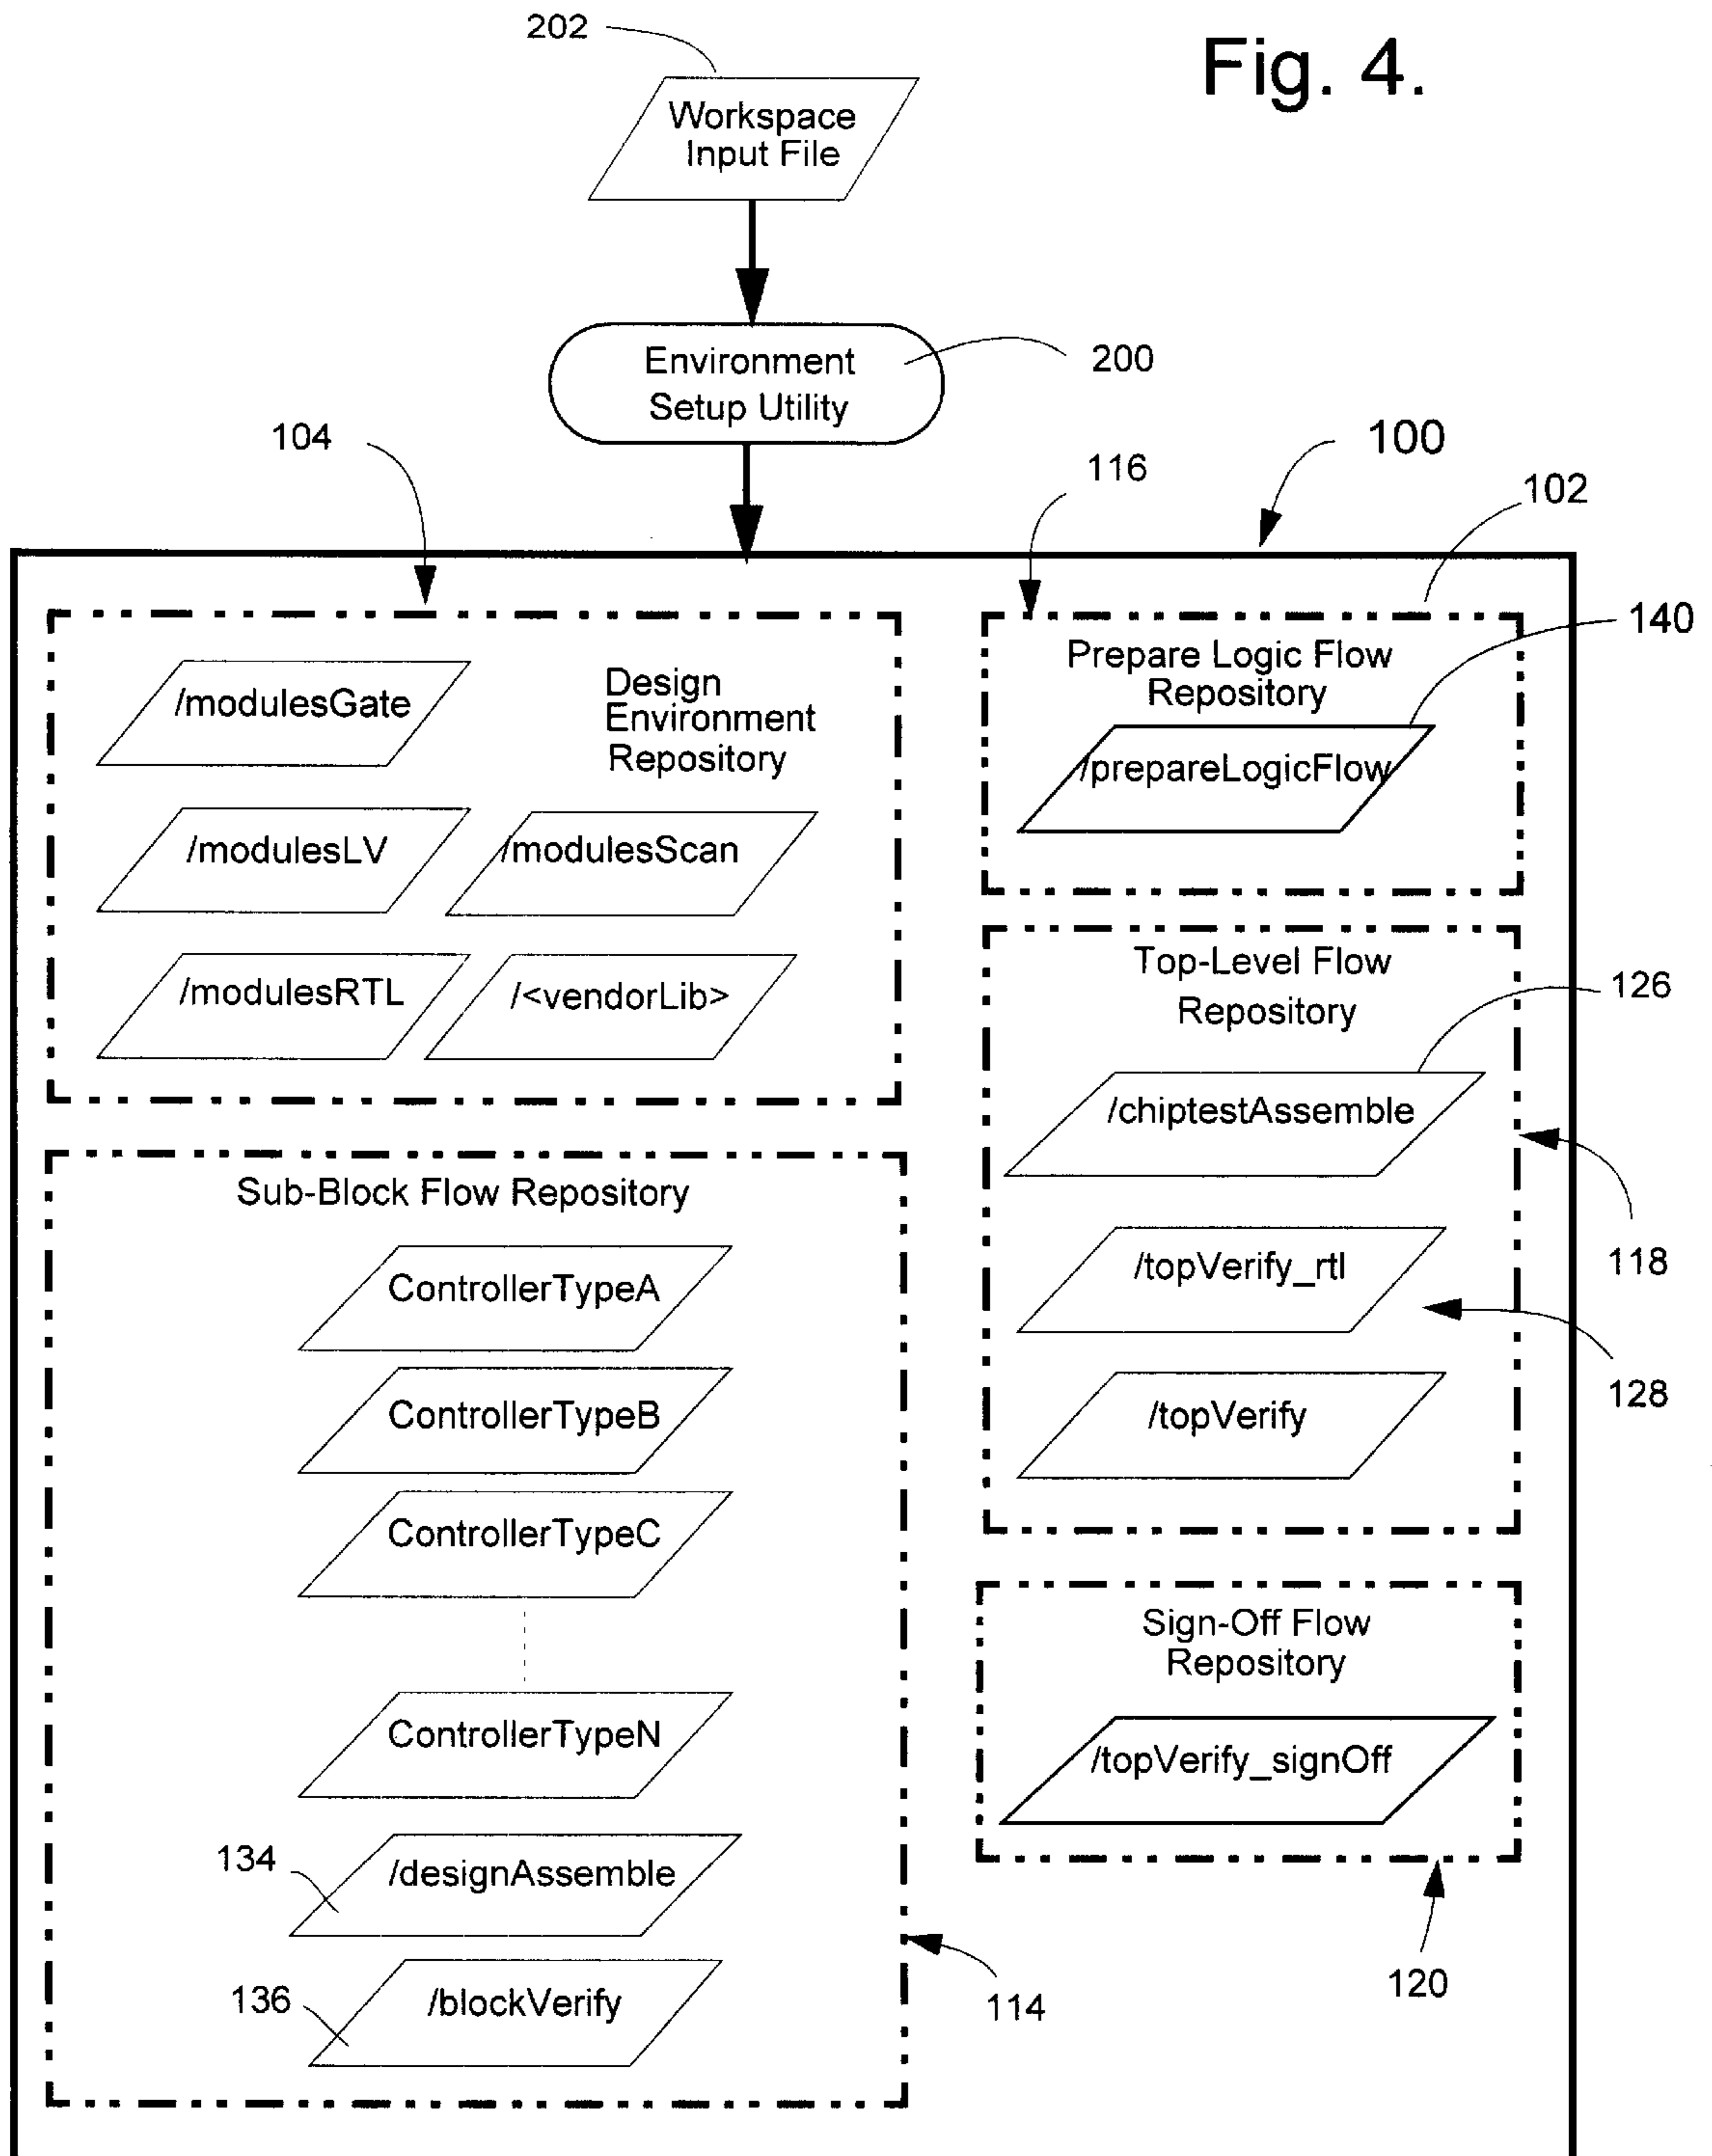 202
Fig. 4.
Workspace
Input File
Environment
Setup Utility
200
104
100
116
102
140
Design
Environment
Repository
/modulesGate
/modulesLV
/modulesScan
/modulesRTL
/<vendorLib>
Prepare Logic Flow
Repository
/prepareLogicFlow
Top-Level Flow
Repository
126
/chiptestAssemble
118
/topVerify_rtl
128
/topVerify
Sub-Block Flow Repository
ControllerTypeA
ControllerTypeB
ControllerTypeC
ControllerTypeN
134
/designAssemble
136
/blockVerify
114
Sign-Off Flow
Repository
/topVerify_signOff
120